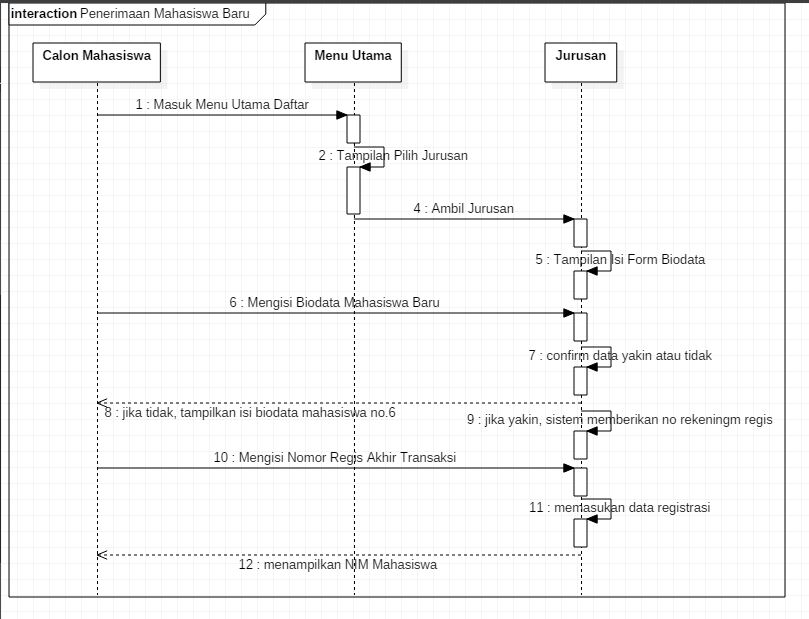 interaction Penerimaan Mahasiswa Baru
Calon Mahasiswa
Menu Utama
Jurusan
1 : Masuk Menu Utama Daftar
2 : Tampilan Pilih Jurusan
4 : Ambil Jurusan
5 : Tampilan Isi Form Biodata
6 : Mengisi Biodata Mahasiswa Baru
7 : confirm data yakin atau tidak
8 : jika tidak, tampilkan isi biodata mahasiswa no.6
9 : jika yakin, sistem memberikan no rekeningm regis
10 : Mengisi Nomor Regis Akhir Transaksi
11 : memasukan data registrasi
12 : menampilkan NIM Mahasiswa